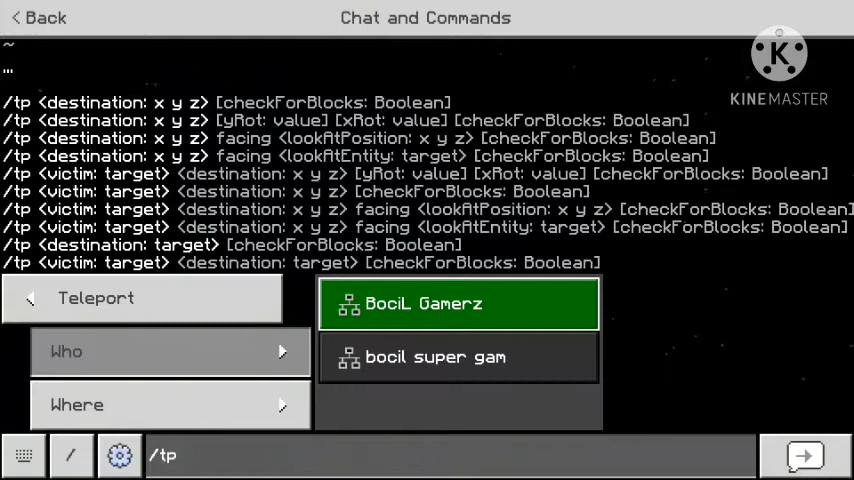 Back
Chat and Commands
~
...
K
KINEMASTER
/tp <destination: x y z> [checkForBlocks: Boolean]
/tp <destination: x y z> [yRot: value] [xRot: value] [checkForBlocks: Boolean]
/tp <destination: x y z> facing <lookAtPosition: x y z> [checkForBlocks: Boolean]
/tp <destination: x y z> facing <lookAtEntity: target> [checkForBlocks: Boolean]
/tp <victim: target> <destination: x y z> [yRot: value] [xRot: value] [checkForBlocks: Boolean]
/tp <victim: target> <destination: x y z> [checkForBlocks: Boolean]
/tp <victim: target> <destination: x y z> facing <lookAtPosition: x y z> [checkForBlocks: Boolean]
/tp <victim: target> <destination: x y z> facing <lookAtEntity: target> [checkForBlocks: Boolean]
/tp <destination: target> [checkForBlocks: Boolean]
/tp <victim: target> <destination: target> [checkForBlocks: Boolean]
Teleport
Who
Where
BociL Gamerz
bocil super gam
/
/tp